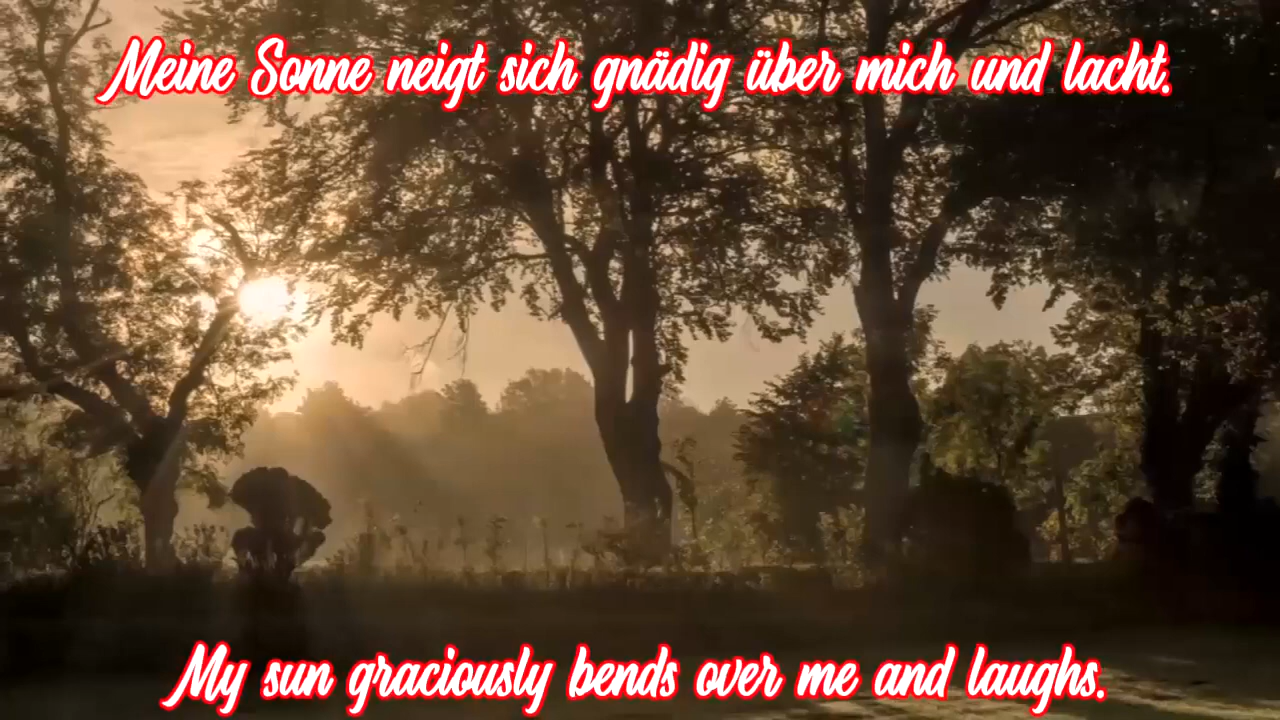 Meine Sonne neigt sich gnädig über mich und lacht.
My sun graciously bends over me and laughs.